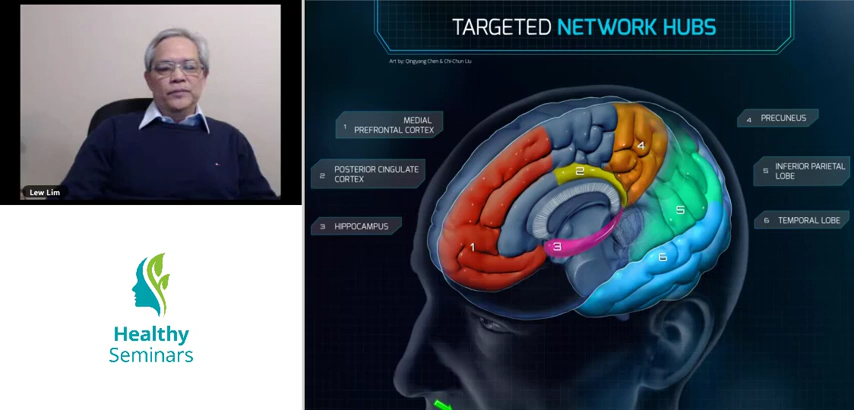 Lew Lim
Healthy
Seminars
TARGETED NETWORK HUBS
Art by: Qingyang Chen & Chi-Chun Liu
1 MEDIAL
PREFRONTAL CORTEX
2 POSTERIOR CINGULATE
CORTEX
3 HIPPOCAMPUS
4 PRECUNEUS
5 INFERIOR PARIETAL
LOBE
6 TEMPORAL LOBE
1
2
3
4
5
6